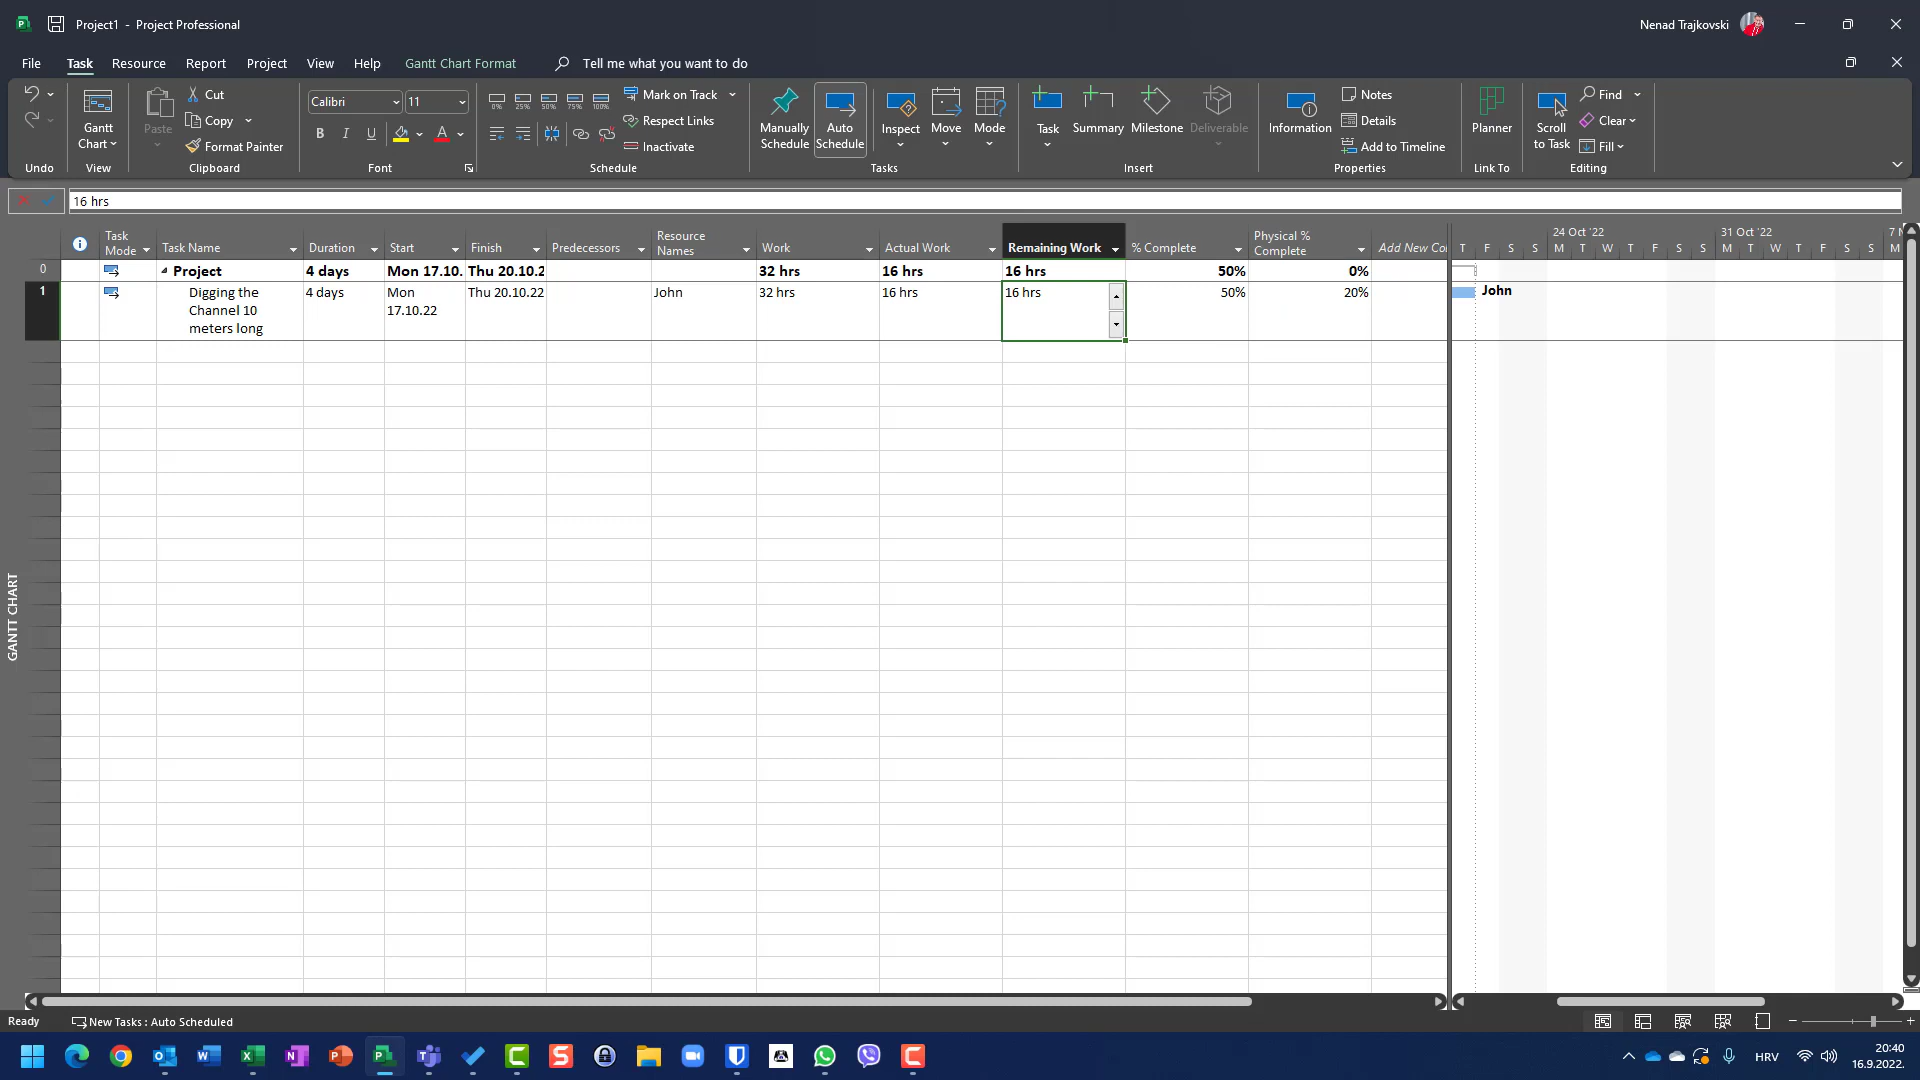 Project1 - Project Professional
Nenad Trajkovski
File Task Resource Report Project View Help Gantt Chart Format Tell me what you want to do
Undo
Gantt
Chart
View
Paste
Cut
Copy
Format Painter
Clipboard
Calibri 11
B I U A
Font
0% 25% 50% 75% 100%
Mark on Track
Respect Links
Inactivate
Schedule
Manually
Schedule
Auto
Schedule
Inspect
Move
Mode
Tasks
Task
Summary
Milestone
Deliverable
Insert
Information
Notes
Details
Add to Timeline
Properties
Planner
Link To
Scroll
to Task
Find
Clear
Fill
Editing
16 hrs
Task
Mode
Task Name
Duration
Start
Finish
Predecessors
Resource
Names
Work
Actual Work
Remaining Work
% Complete
Physical %
Complete
Add New Co
24 Oct '22 31 Oct '22 7 N
T F S S M T W T F S S M T W T F S S M
0 Project 4 days Mon 17.10. Thu 20.10.2 32 hrs 16 hrs 16 hrs 50% 0%
1 Digging the
Channel 10
meters long
4 days
Mon
17.10.22
Thu 20.10.22 John 32 hrs 16 hrs 16 hrs 50% 20%
John
GANTT CHART
Ready New Tasks : Auto Scheduled
HRV
20:40
16.9.2022.